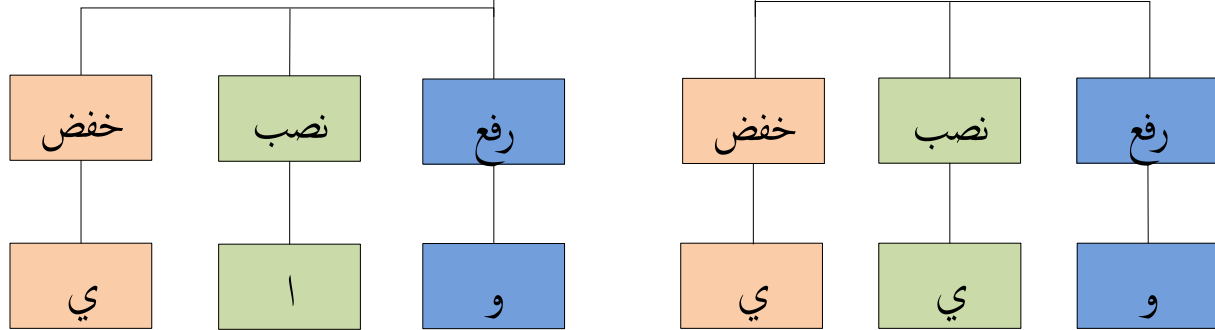 رفع نصب خفض رفع نصب خفض
و ي ي و ا ي